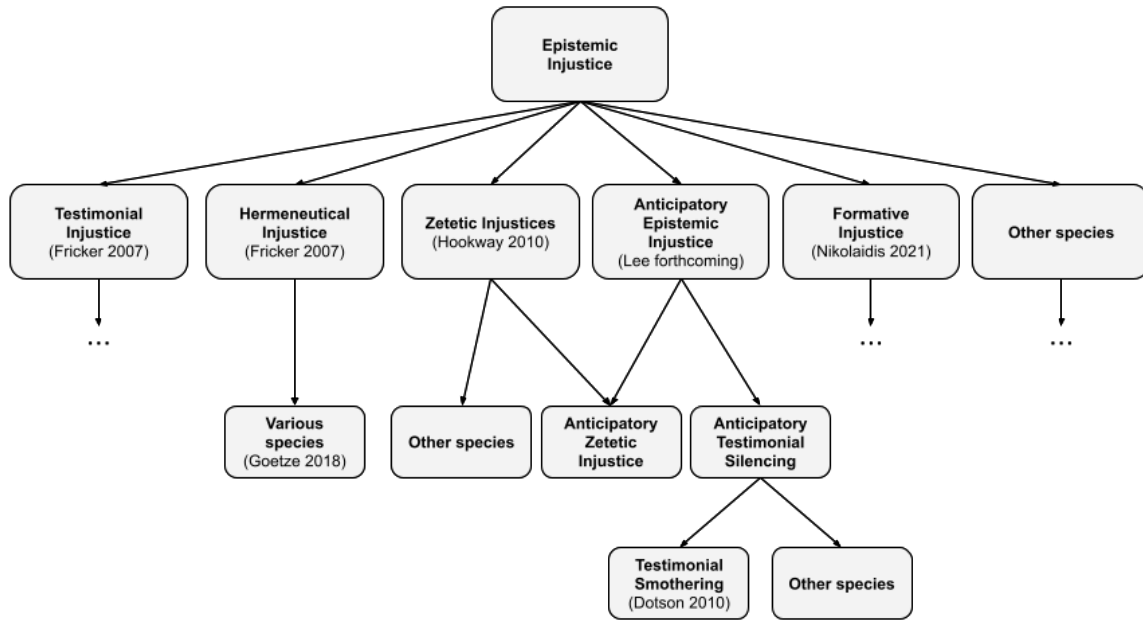 Epistemic
Injustice
Testimonial
Injustice
(Fricker 2007)
Hermeneutical
Injustice
(Fricker 2007)
Zetetic Injustices
(Hookway 2010)
Anticipatory
Epistemic
Injustice
(Lee forthcoming)
Formative
Injustice
(Nikolaidis 2021)
Other species
...
...
...
Various
species
(Goetze 2018)
Other species
Anticipatory
Zetetic
Injustice
Anticipatory
Testimonial
Silencing
Testimonial
Smothering
(Dotson 2010)
Other species